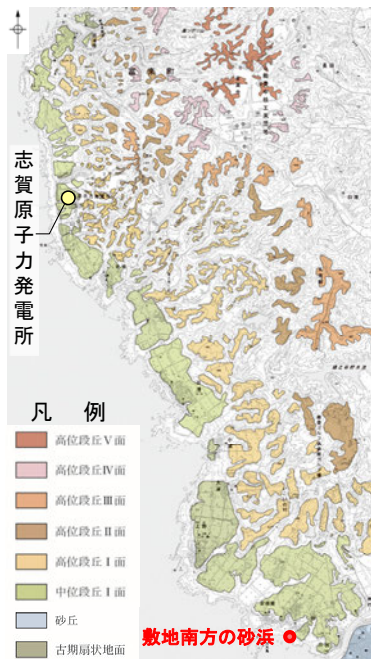 志賀原子力発電所
凡 例
高位段丘Ⅴ面
高位段丘Ⅳ面
高位段丘Ⅲ面
高位段丘Ⅱ面
高位段丘Ⅰ面
中位段丘Ⅰ面
砂丘
古期扇状地面
敷地南方の砂浜